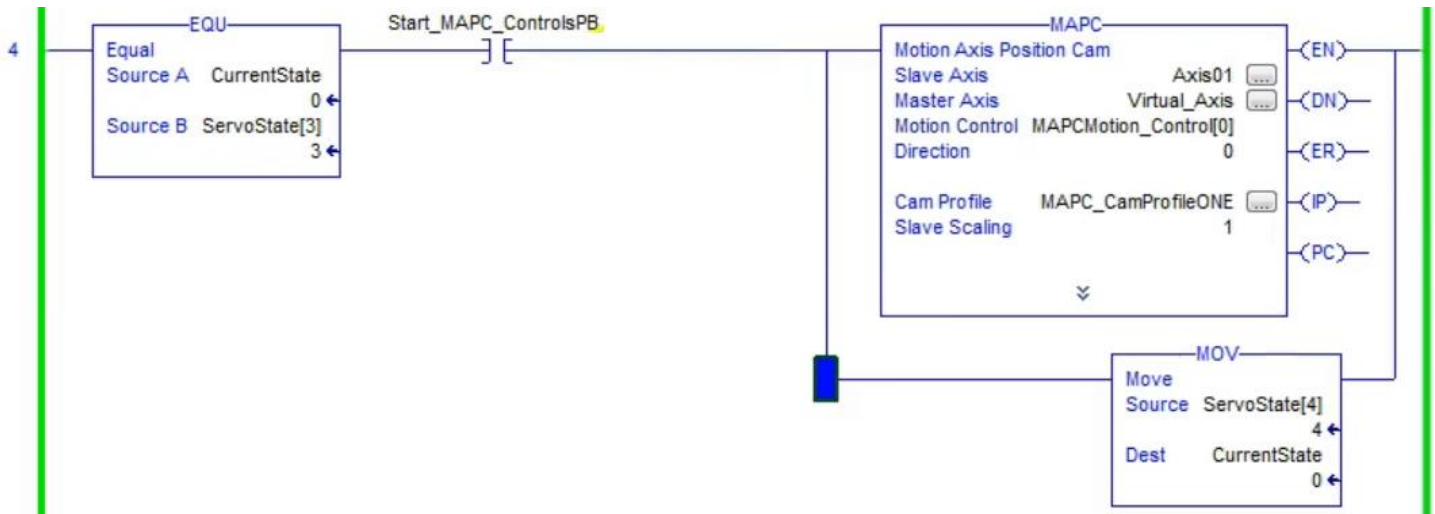 EQU
Start_MAPC_ControlsPB
MAPC
4
Equal
Source A CurrentState
0
Source B ServoState[3]
3
Motion Axis Position Cam
Slave Axis Axis01 ...
Master Axis Virtual_Axis ...
Motion Control MAPCMotion_Control[0]
Direction 0
Cam Profile MAPC_CamProfileONE ...
Slave Scaling 1
(EN)
(DN)
(ER)
(IP)
(PC)
MOV
Move
Source ServoState[4]
4
Dest CurrentState
0